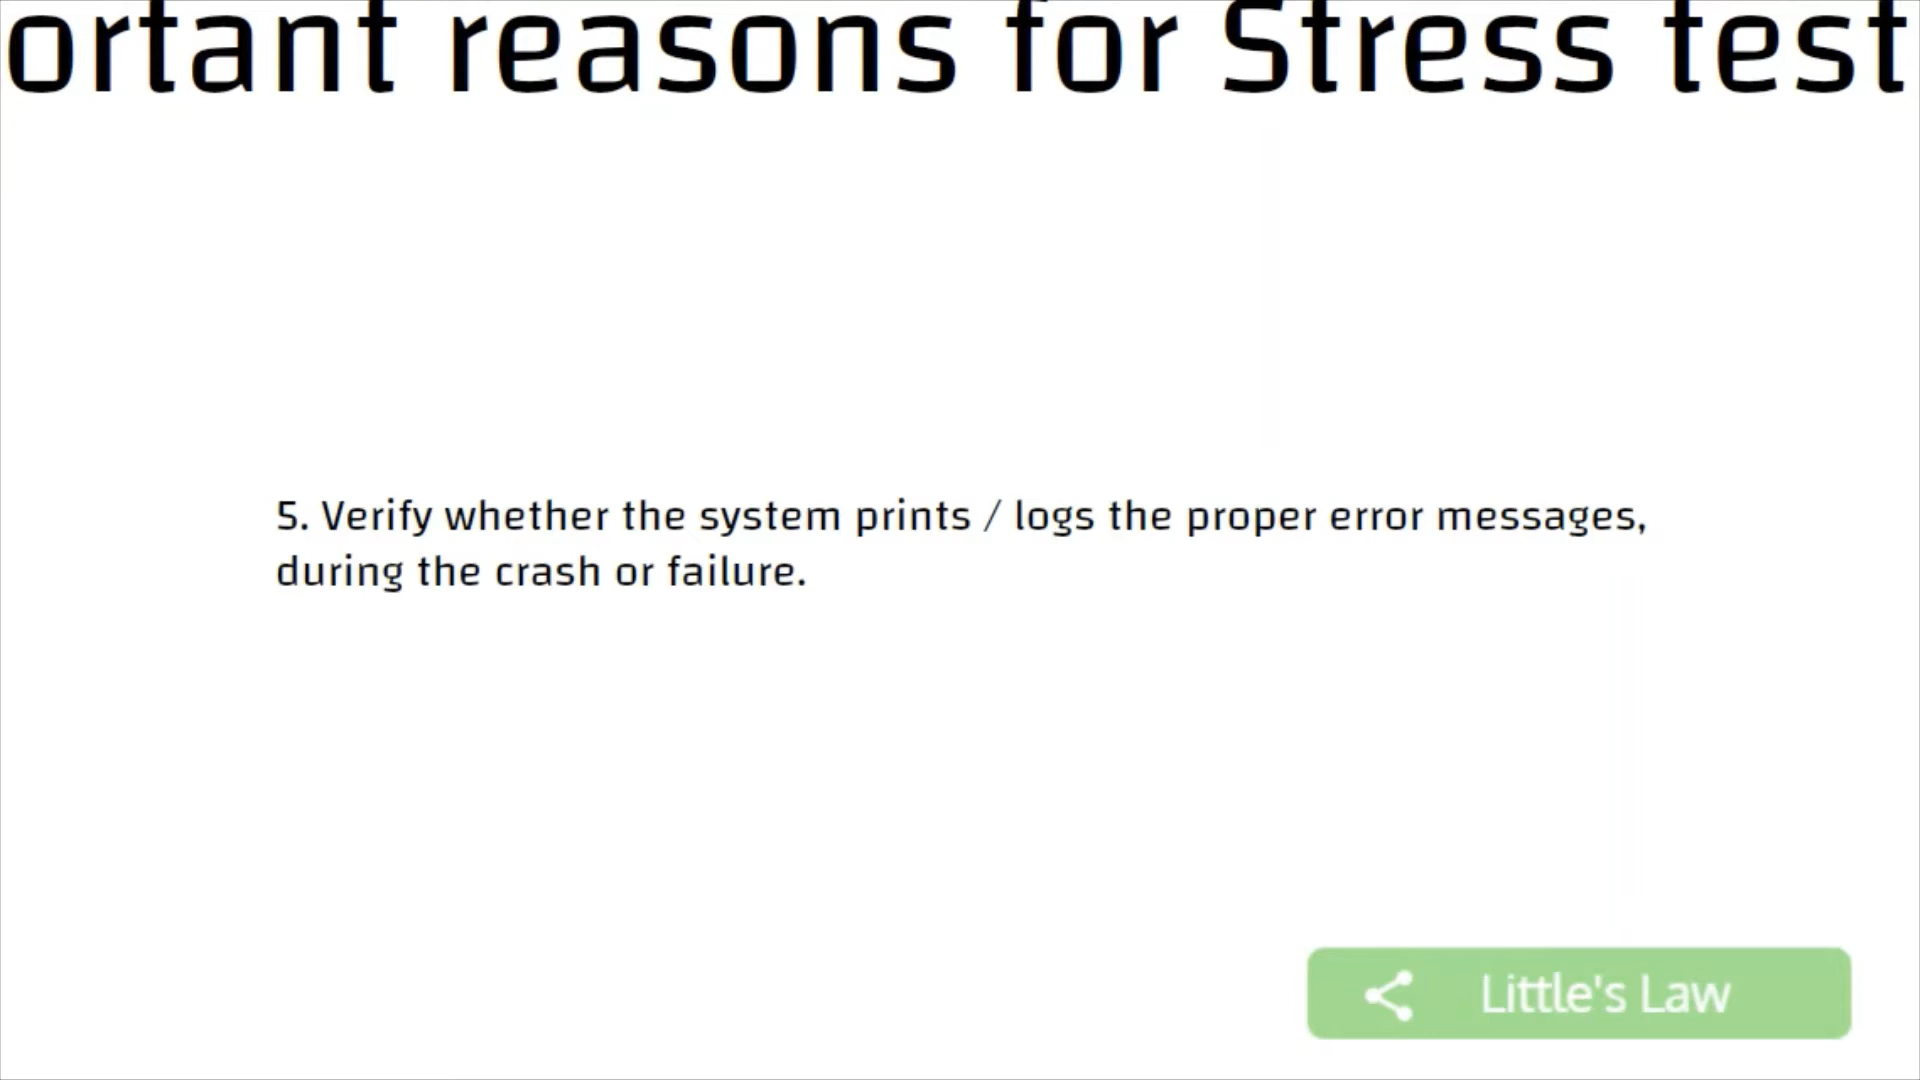 ortant reasons for Stress test
5. Verify whether the system prints / logs the proper error messages,
during the crash or failure.
Little's Law